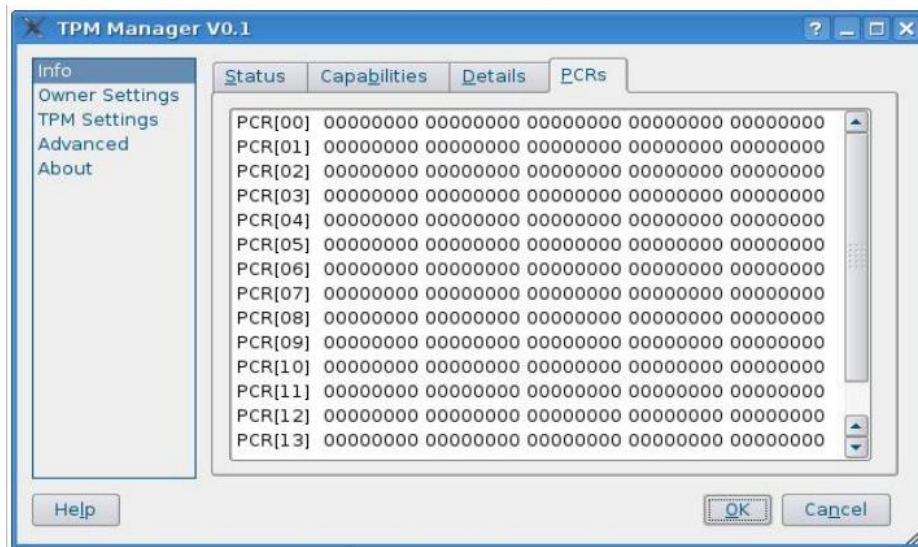 TPM Manager V0.1
Info
Owner Settings
TPM Settings
Advanced
About
Status Capabilities Details PCRs
PCR[00] 00000000 00000000 00000000 00000000 00000000
PCR[01] 00000000 00000000 00000000 00000000 00000000
PCR[02] 00000000 00000000 00000000 00000000 00000000
PCR[03] 00000000 00000000 00000000 00000000 00000000
PCR[04] 00000000 00000000 00000000 00000000 00000000
PCR[05] 00000000 00000000 00000000 00000000 00000000
PCR[06] 00000000 00000000 00000000 00000000 00000000
PCR[07] 00000000 00000000 00000000 00000000 00000000
PCR[08] 00000000 00000000 00000000 00000000 00000000
PCR[09] 00000000 00000000 00000000 00000000 00000000
PCR[10] 00000000 00000000 00000000 00000000 00000000
PCR[11] 00000000 00000000 00000000 00000000 00000000
PCR[12] 00000000 00000000 00000000 00000000 00000000
PCR[13] 00000000 00000000 00000000 00000000 00000000
Help OK Cancel